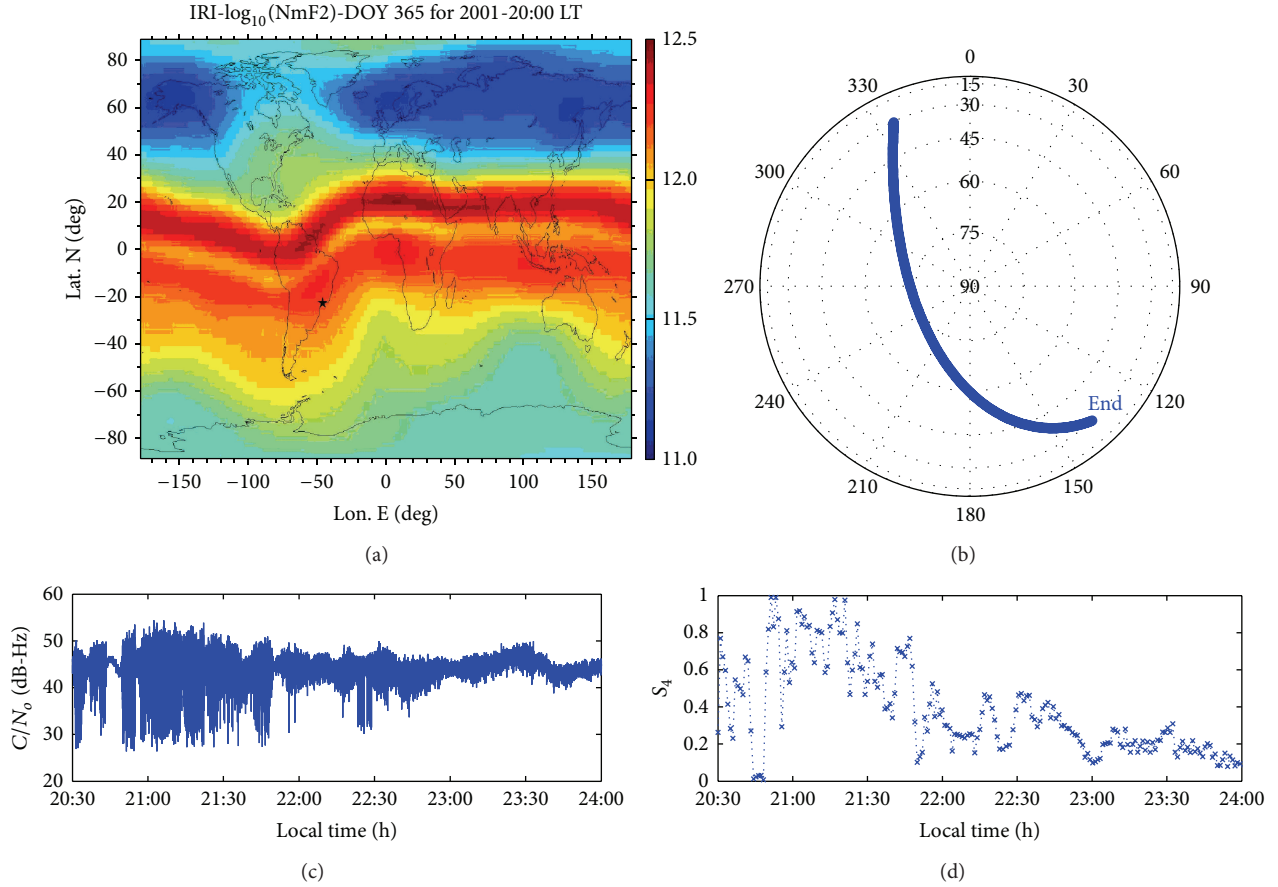 IRI-log10(NmF2)-DOY 365 for 2001-20:00 LT
80
60
40
20
0
−20
−40
−60
−80
Lat. N (deg)
−150 −100 −50 0 50 100 150
Lon. E (deg)
12.5
12.0
11.5
11.0
(a)
0
30
60
90
120
150
180
210
240
270
300
330
15
30
45
60
75
90
End
(b)
60
50
40
30
20
C/No (dB-Hz)
20:30 21:00 21:30 22:00 22:30 23:00 23:30 24:00
Local time (h)
(c)
1
0.8
0.6
0.4
0.2
0
S4
20:30 21:00 21:30 22:00 22:30 23:00 23:30 24:00
Local time (h)
(d)